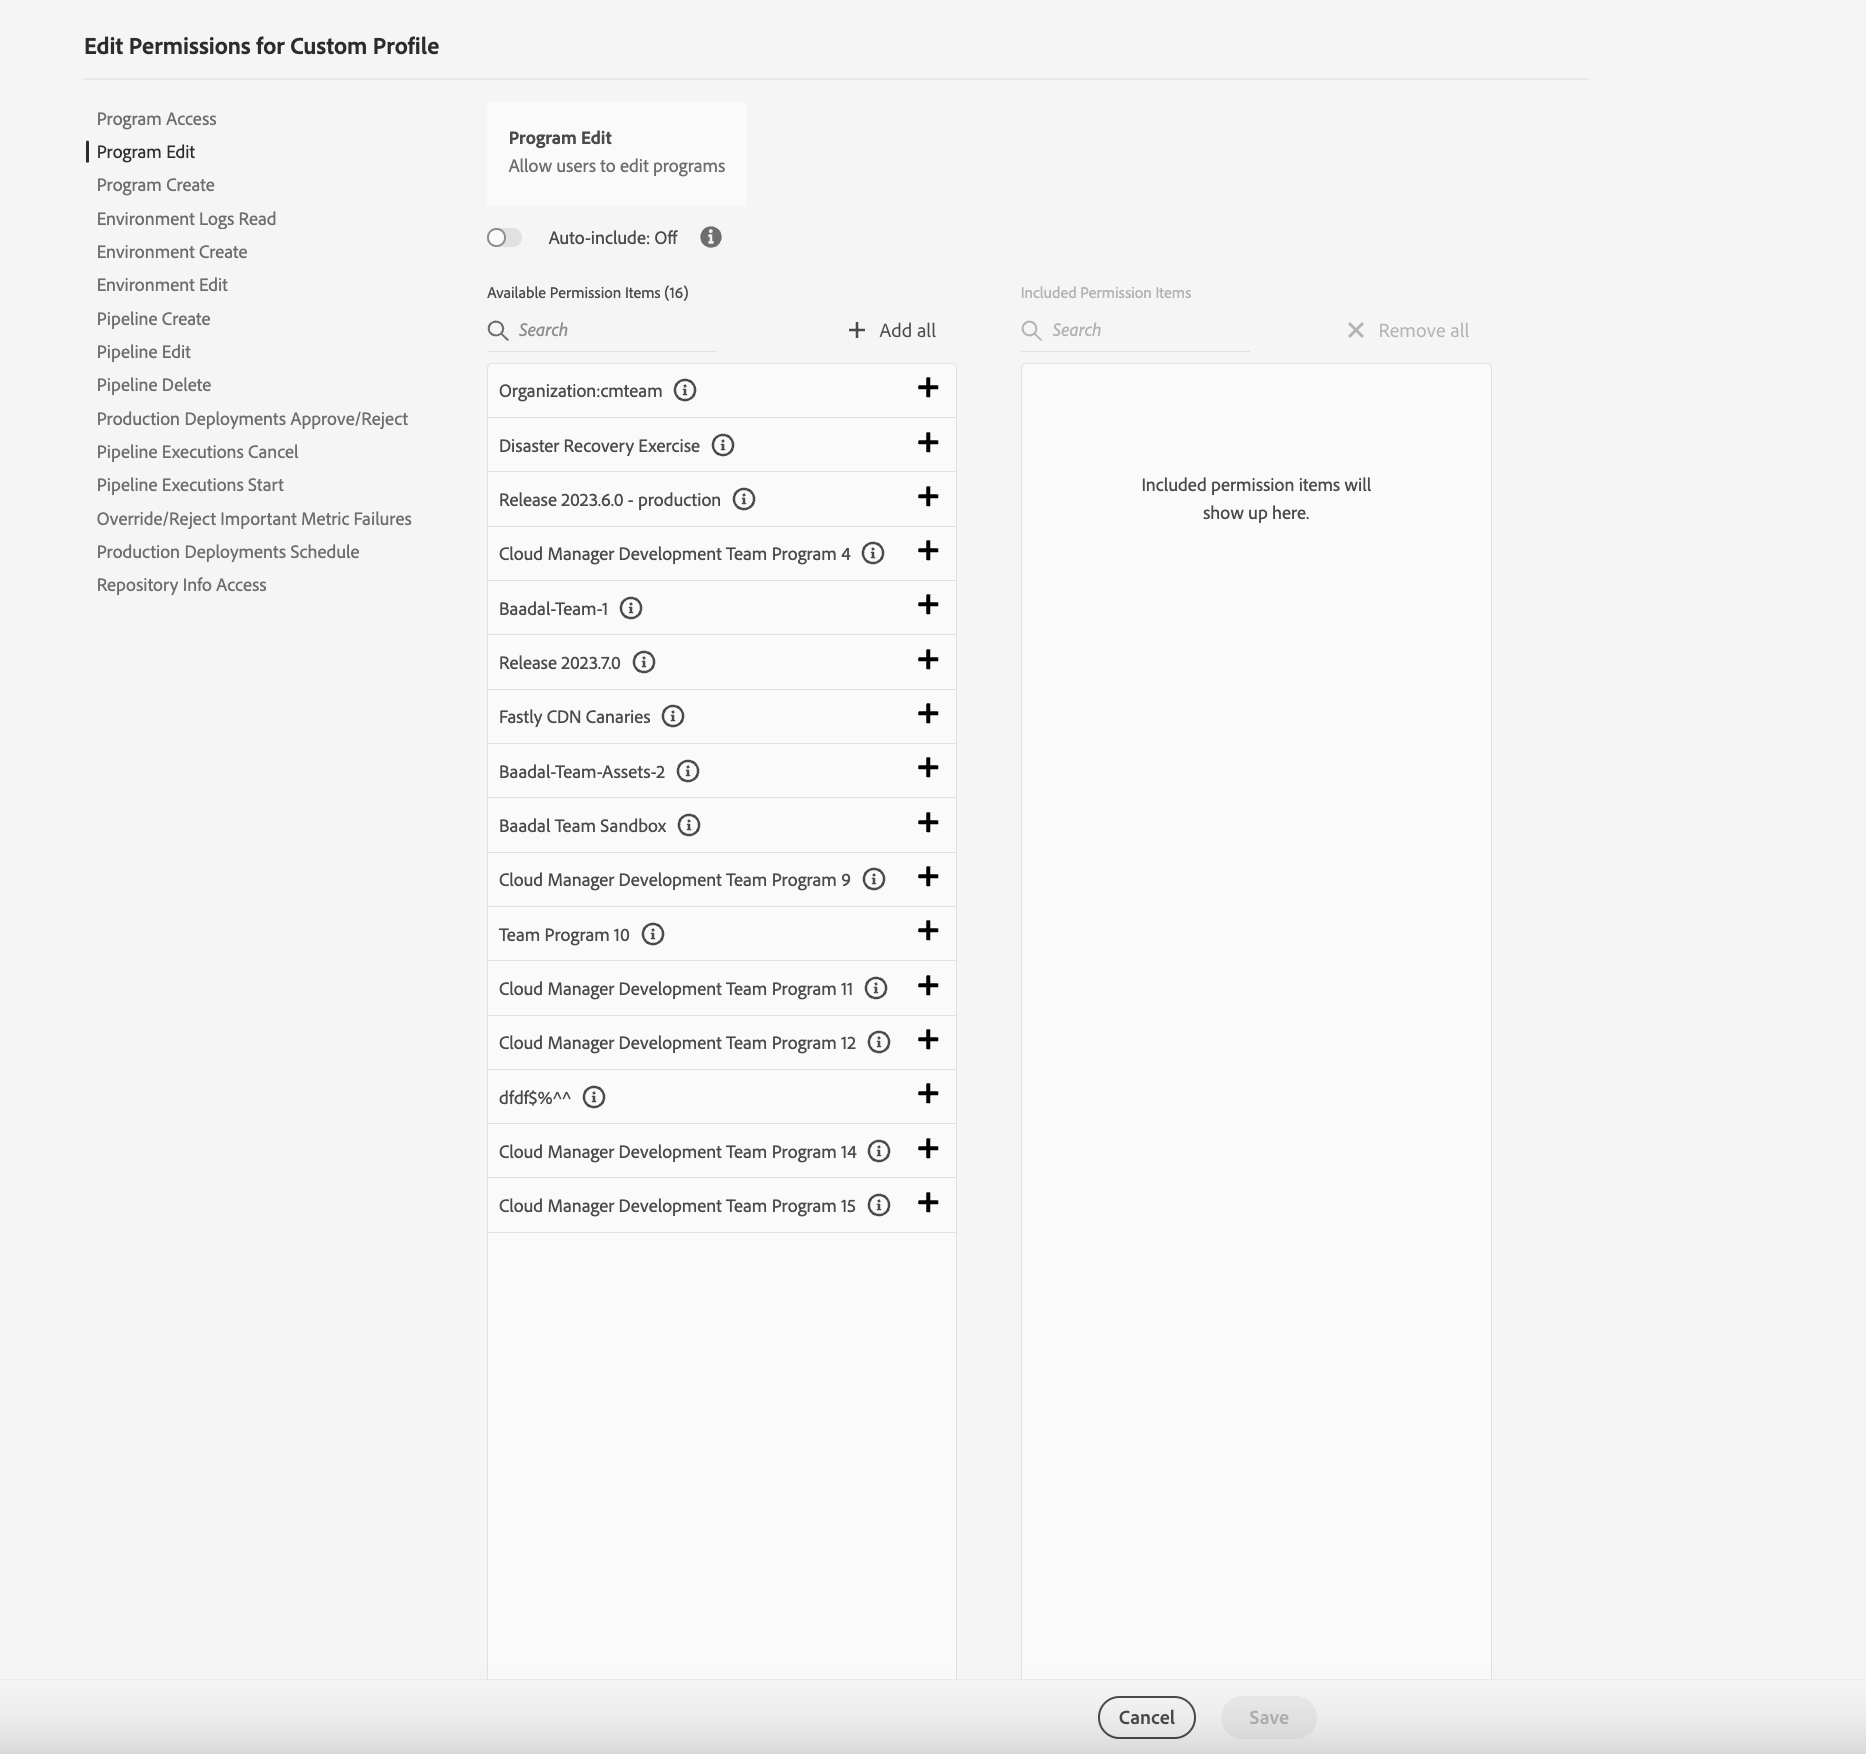 Edit Permissions for Custom Profile
Program Access
Program Edit
Program Create
Environment Logs Read
Environment Create
Environment Edit
Pipeline Create
Pipeline Edit
Pipeline Delete
Production Deployments Approve/Reject
Pipeline Executions Cancel
Pipeline Executions Start
Override/Reject Important Metric Failures
Production Deployments Schedule
Repository Info Access
Program Edit
Allow users to edit programs
Auto-include: Off
Available Permission Items (16)
Search
Add all
Organization:cmteam
Disaster Recovery Exercise
Release 2023.6.0 - production
Cloud Manager Development Team Program 4
Baadal-Team-1
Release 2023.7.0
Fastly CDN Canaries
Baadal-Team-Assets-2
Baadal Team Sandbox
Cloud Manager Development Team Program 9
Team Program 10
Cloud Manager Development Team Program 11
Cloud Manager Development Team Program 12
dfdf$%^^
Cloud Manager Development Team Program 14
Cloud Manager Development Team Program 15
Included Permission Items
Search
Remove all
Included permission items will
show up here.
Cancel
Save